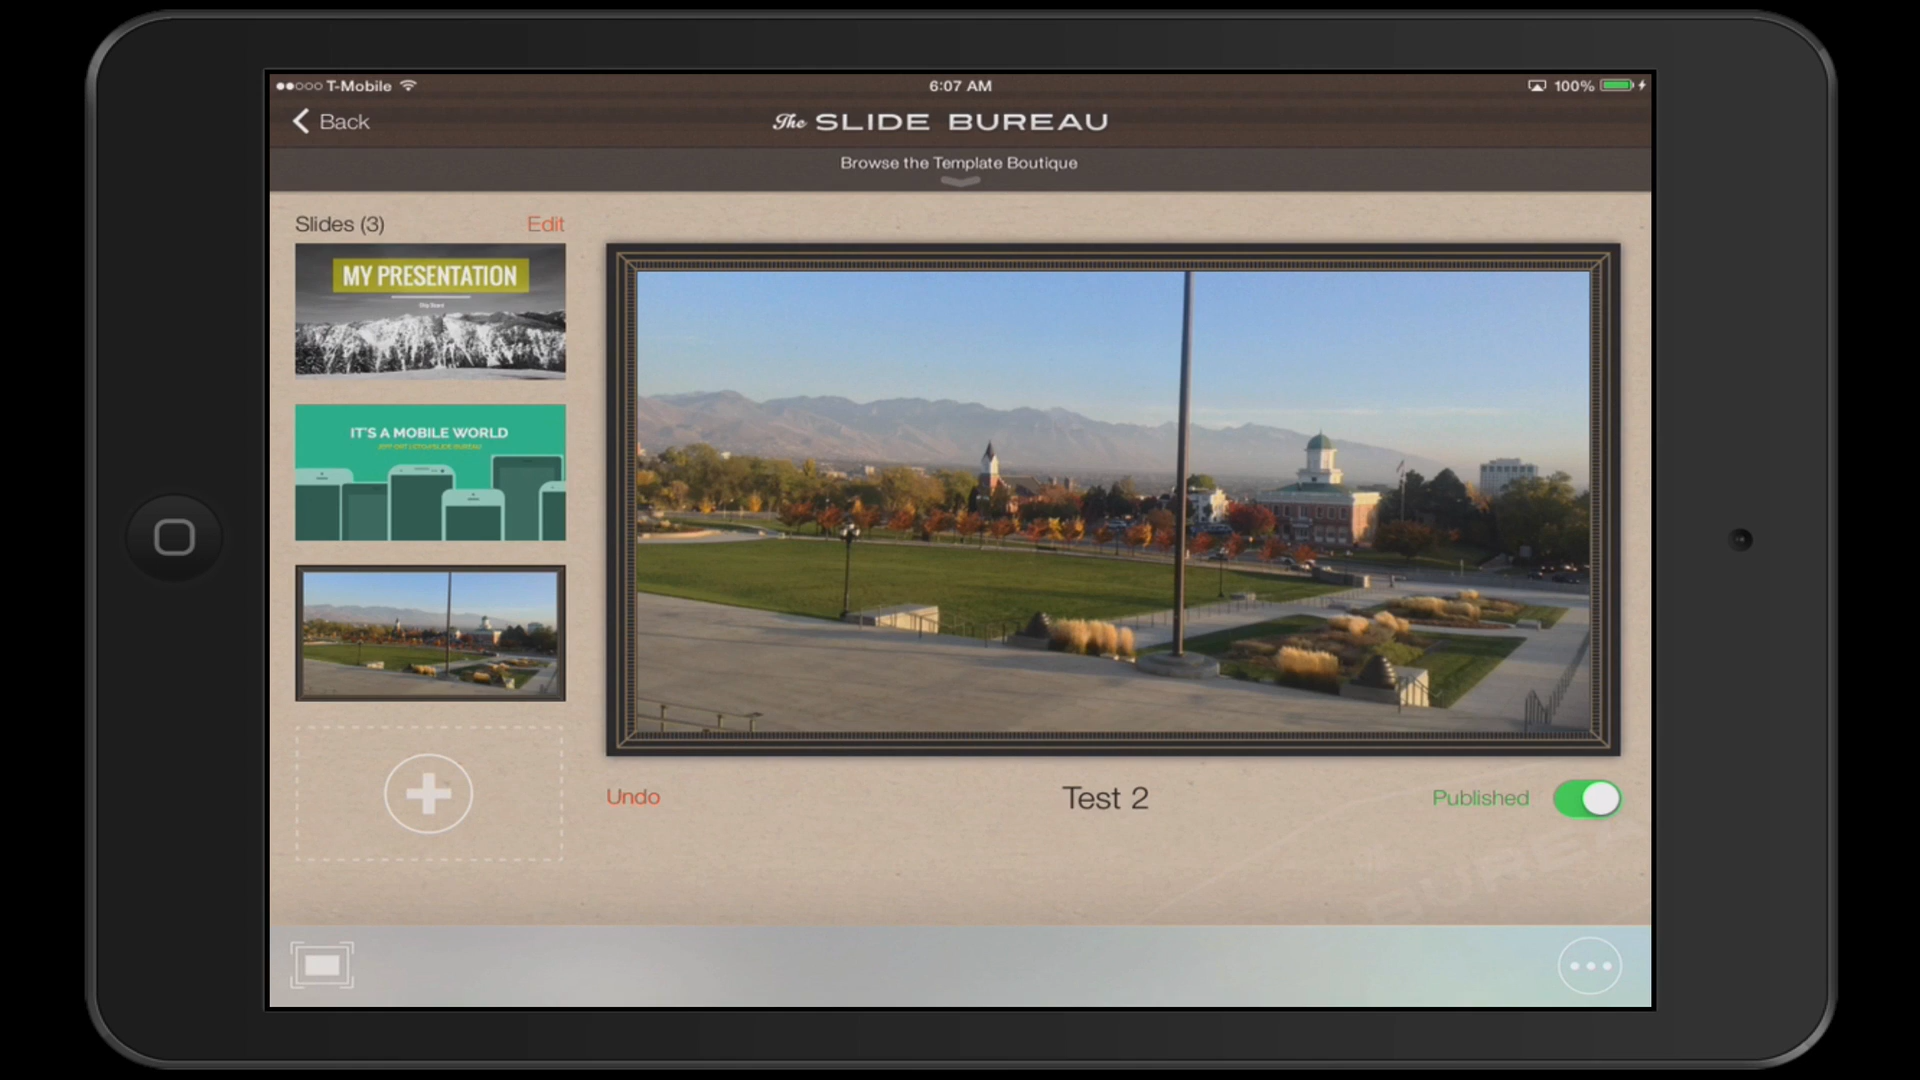 T-Mobile
6:07 AM
100%
Back
The SLIDE BUREAU
Browse the Template Boutique
Slides (3)
Edit
MY PRESENTATION
IT'S A MOBILE WORLD
Undo
Test 2
Published